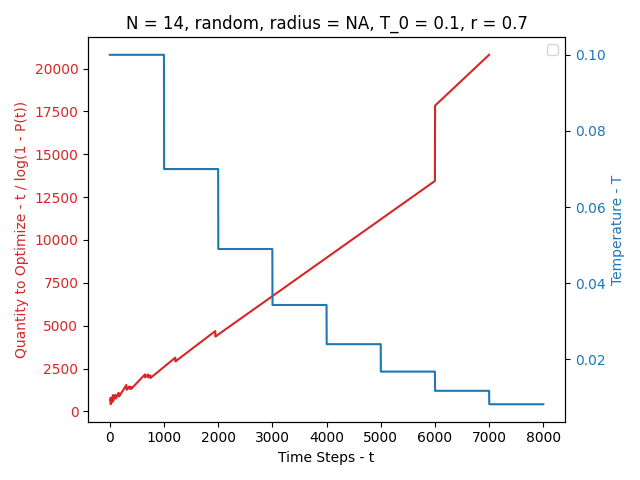 N = 14, random, radius = NA, T_0 = 0.1, r = 0.7
Quantity to Optimize - t / log(1 - P(t))
20000
17500
15000
12500
10000
7500
5000
2500
0
0 1000 2000 3000 4000 5000 6000 7000 8000
Time Steps - t
0.10
0.08
0.06
0.04
0.02
Temperature - T